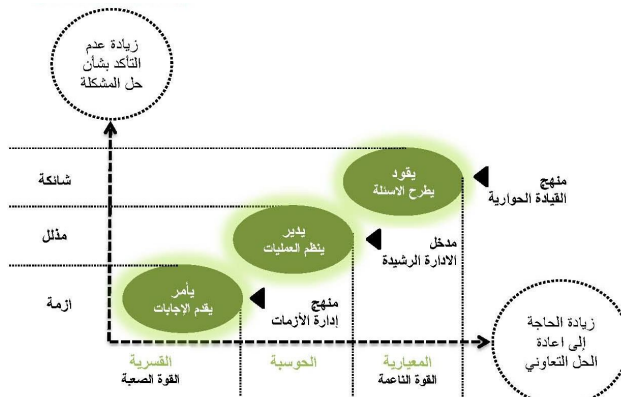 زيادة عدم
التأكد بشأن
حل المشكلة
شائكة
يقود
يطرح الاسئلة
منهج
القيادة الحوارية
مذلل
يدير
ينظم العمليات
مدخل
الادارة الرشيدة
ازمة
يأمر
يقدم الإجابات
منهج
إدارة الأزمات
زيادة الحاجة
إلى اعادة
الحل التعاوني
القسرية
القوة الصعبة
الحوسبة
المعيارية
القوة الناعمة